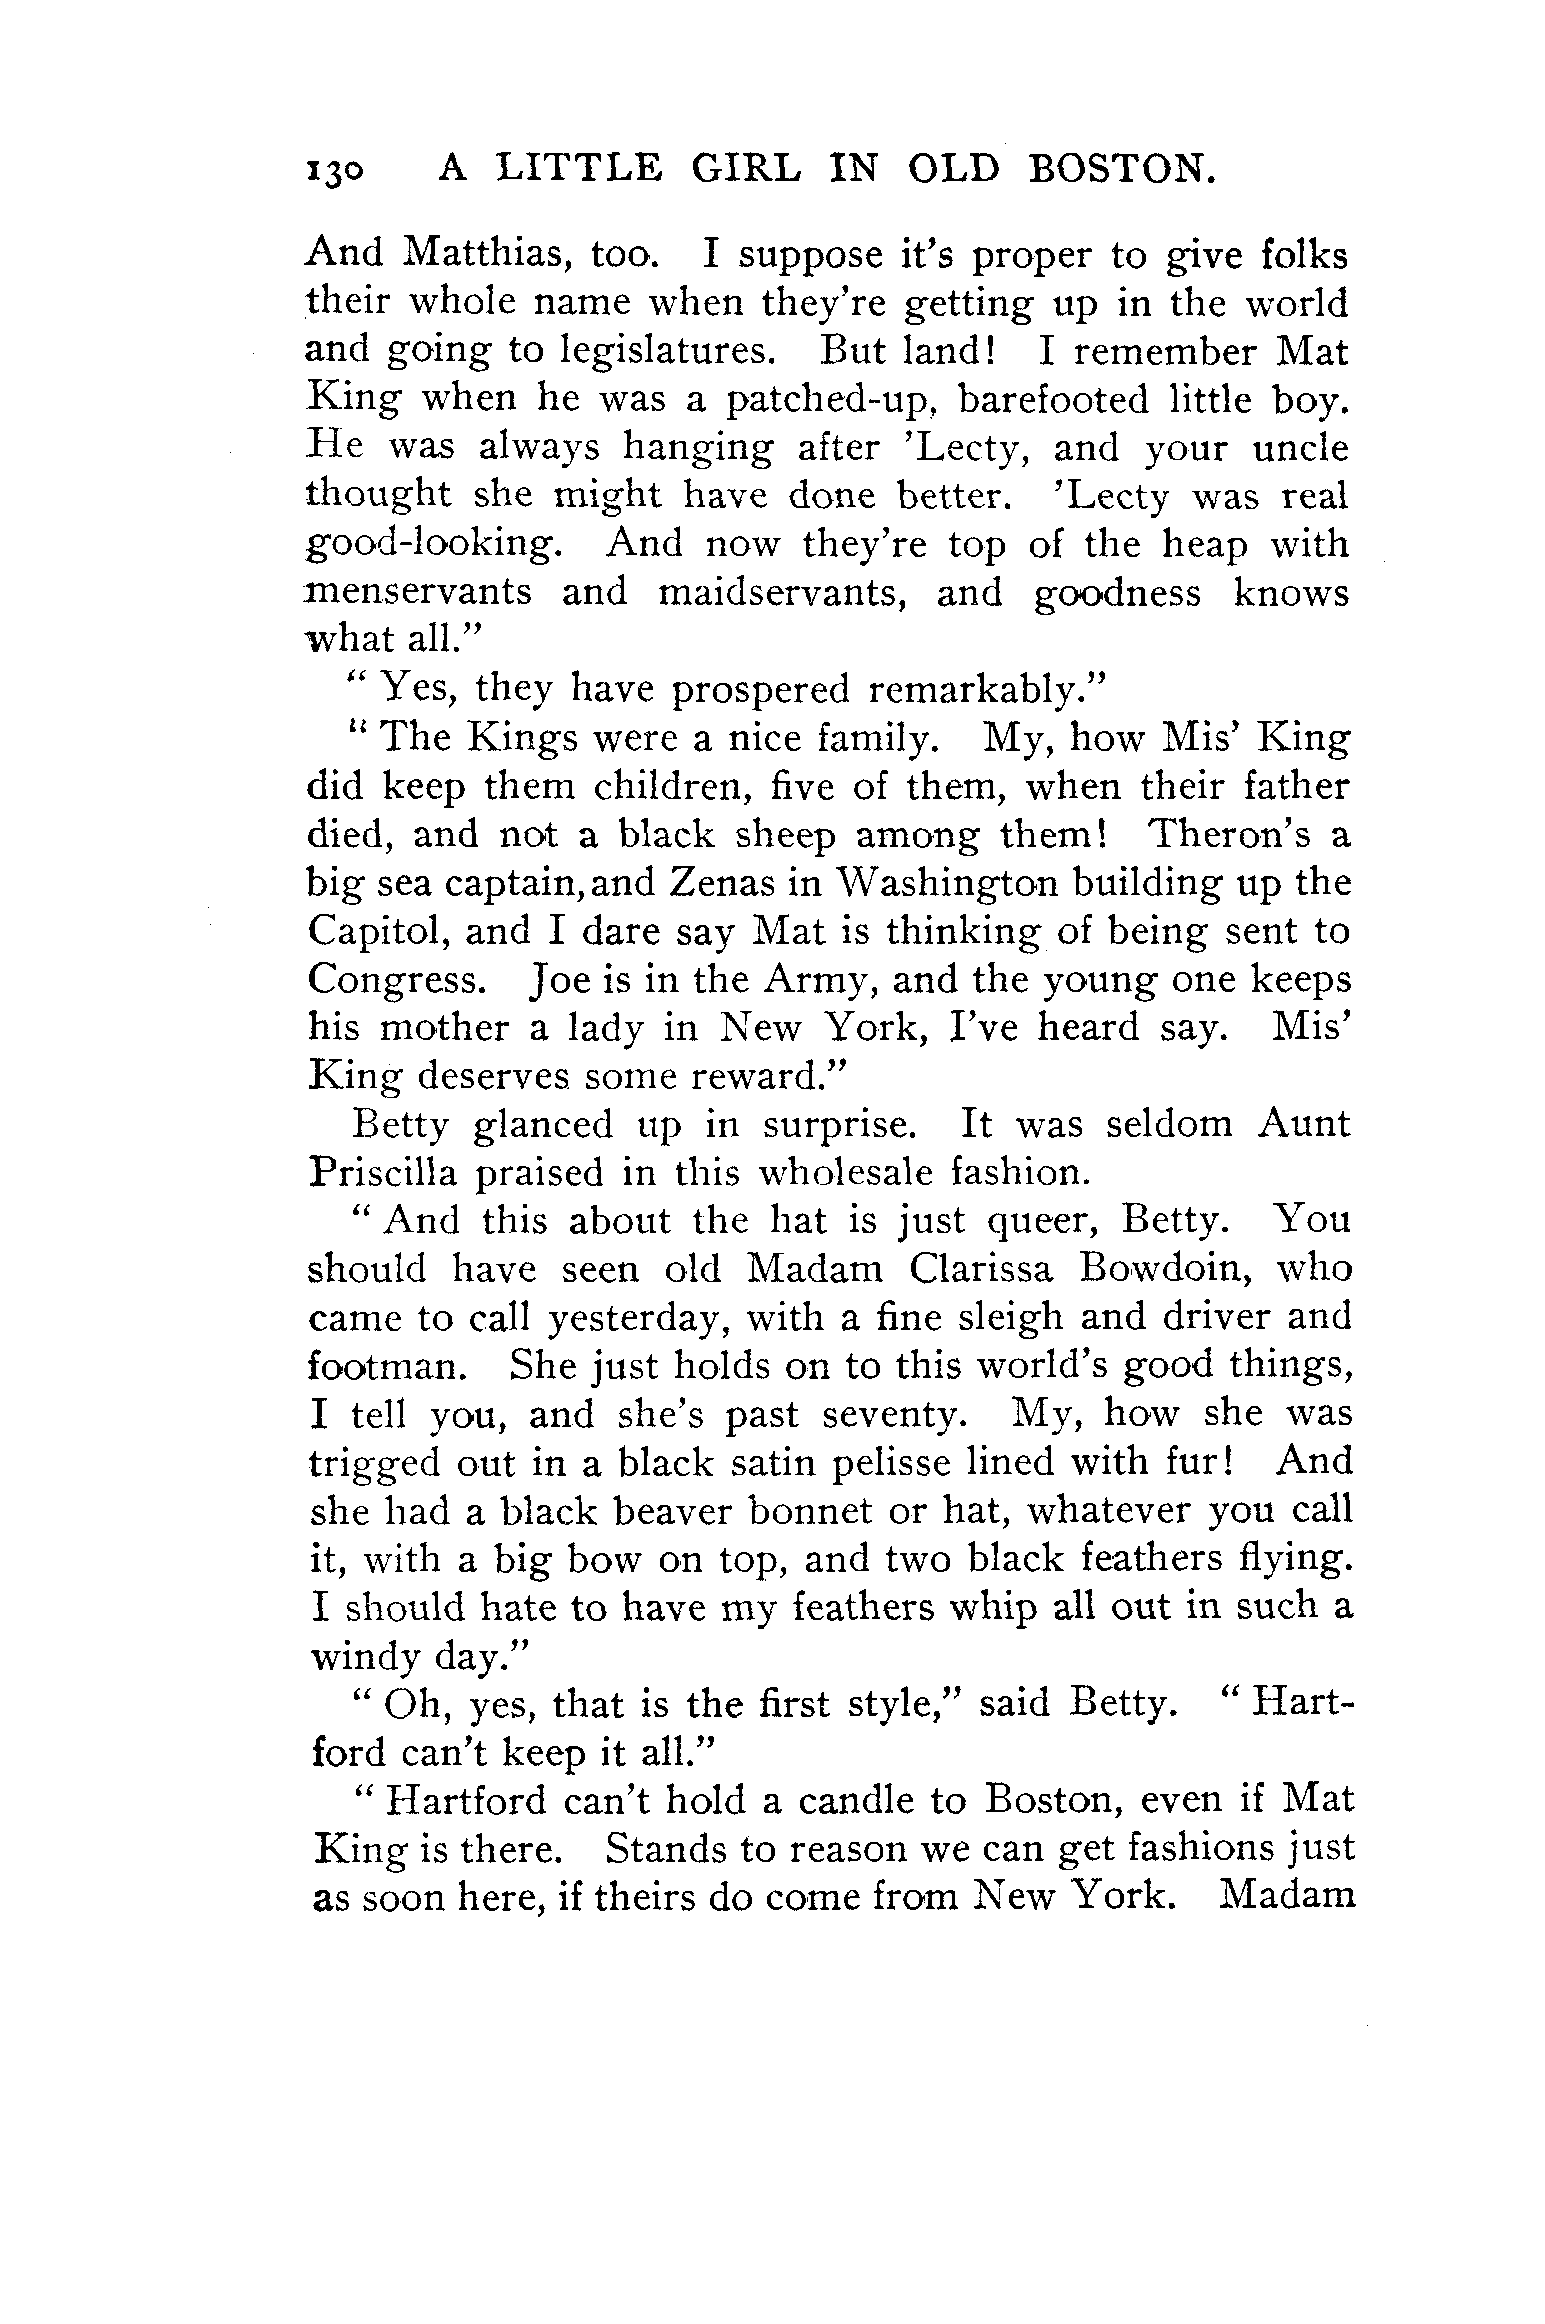 130 A LITTLE GIRL IN OLD BOSTON.
And Matthias, too. I suppose it's proper to give folks
their whole name when they're getting up in the world
and going to legislatures. But land! I remember Mat
King when he was a patched-up, barefooted little boy.
He was always hanging after 'Lecty, and your uncle
thought she might have done better. 'Lecty was real
good-looking. And now they're top of the heap with
menservants and maidservants, and goodness knows
what all."
" Yes, they have prospered remarkably."
" The Kings were a nice family. My, how Mis' King
did keep them children, five of them, when their father
died, and not a black sheep among them! Theron's a
big sea captain, and Zenas in Washington building up the
Capitol, and I dare say Mat is thinking of being sent to
Congress. Joe is in the Army, and the young one keeps
his mother a lady in New York, I've heard say. Mis'
King deserves some reward."
Betty glanced up in surprise. It was seldom Aunt
Priscilla praised in this wholesale fashion.
" And this about the hat is just queer, Betty. You
should have seen old Madam Clarissa Bowdoin, who
came to call yesterday, with a fine sleigh and driver and
footman. She just holds on to this world's good things,
I tell you, and she's past seventy. My, how she was
trigged out in a black satin pelisse lined with fur! And
she had a black beaver bonnet or hat, whatever you call
it, with a big bow on top, and two black feathers flying.
I should hate to have my feathers whip all out in such a
windy day."
" Oh, yes, that is the first style," said Betty. " Hart-
ford can't keep it all."
" Hartford can't hold a candle to Boston, even if Mat
King is there. Stands to reason we can get fashions just
as soon here, if theirs do come from New York. Madam